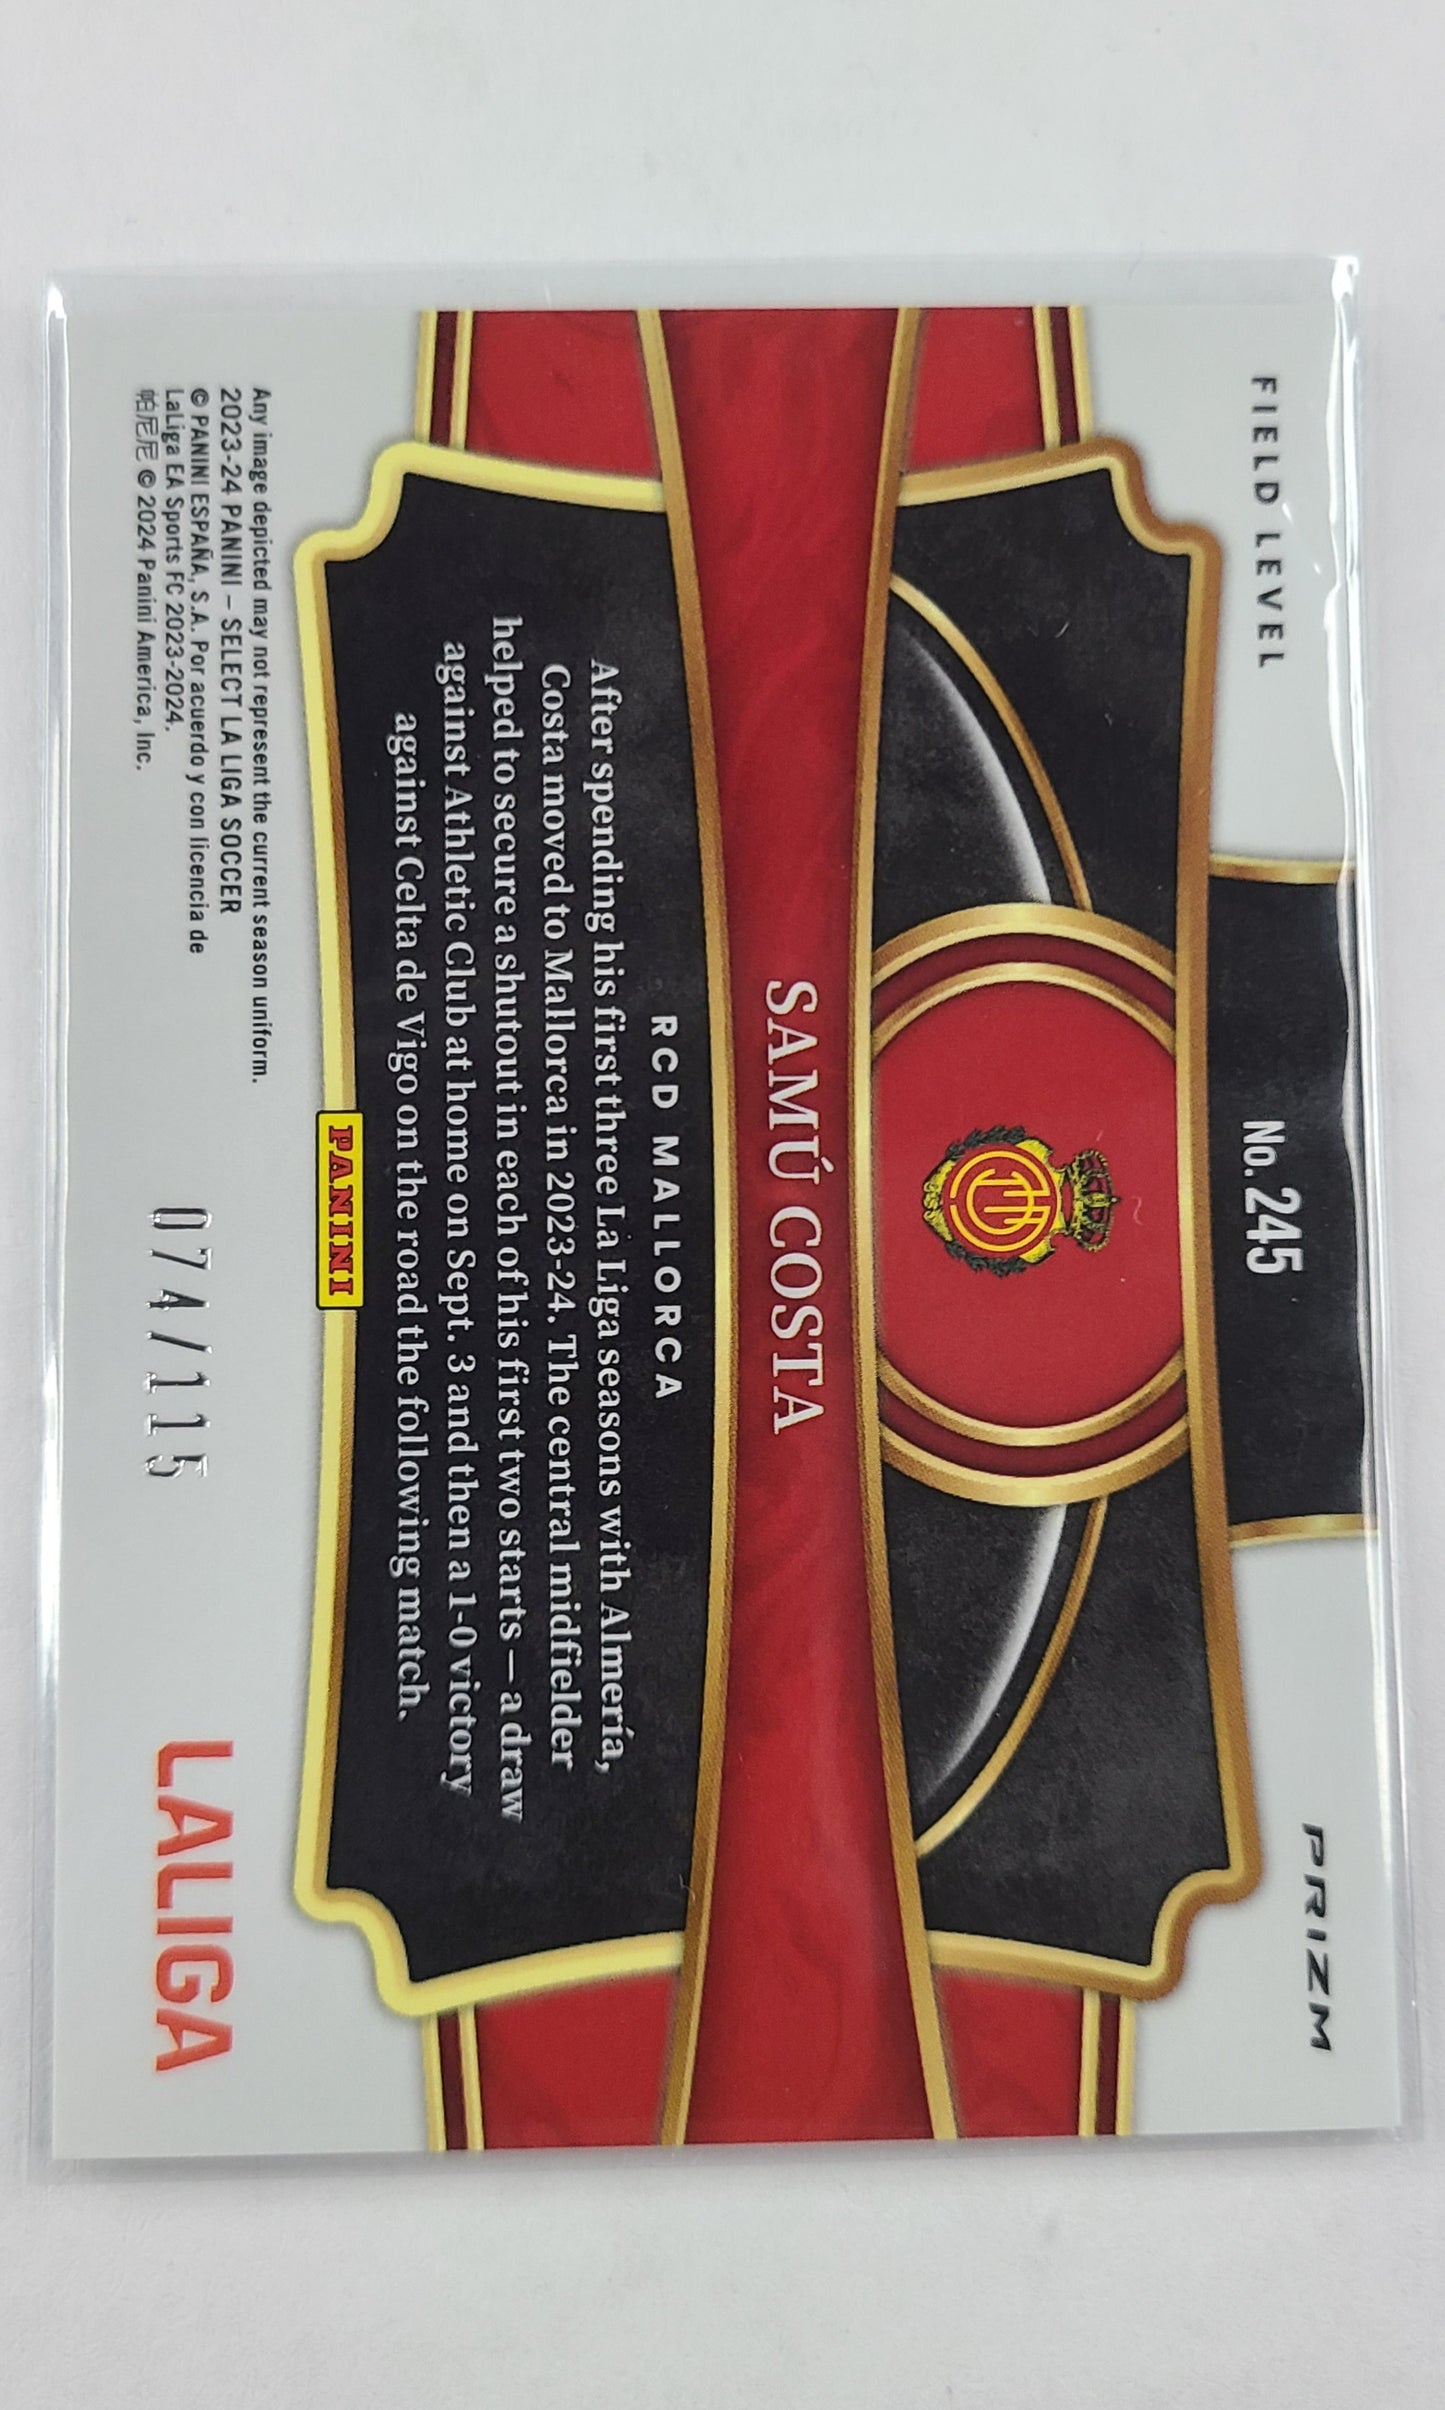 FIELD LEVEL
No. 245
PRIZM
SAMÚ COSTA
RCD MALLORCA
After spending his first three La Liga seasons with Almería,
Costa moved to Mallorca in 2023-24. The central midfielder
helped to secure a shutout in each of his first two starts — a draw
against Athletic Club at home on Sept. 3 and then a 1-0 victory
against Celta de Vigo on the road the following match.
PANINI
Any image depicted may not represent the current season uniform.
2023-24 PANINI – SELECT LA LIGA SOCCER
© PANINI ESPAÑA, S.A. Por acuerdo y con licencia de
LaLiga EA Sports FC 2023-2024.
帕尼尼 © 2024 Panini America, Inc.
074/115
LALIGA